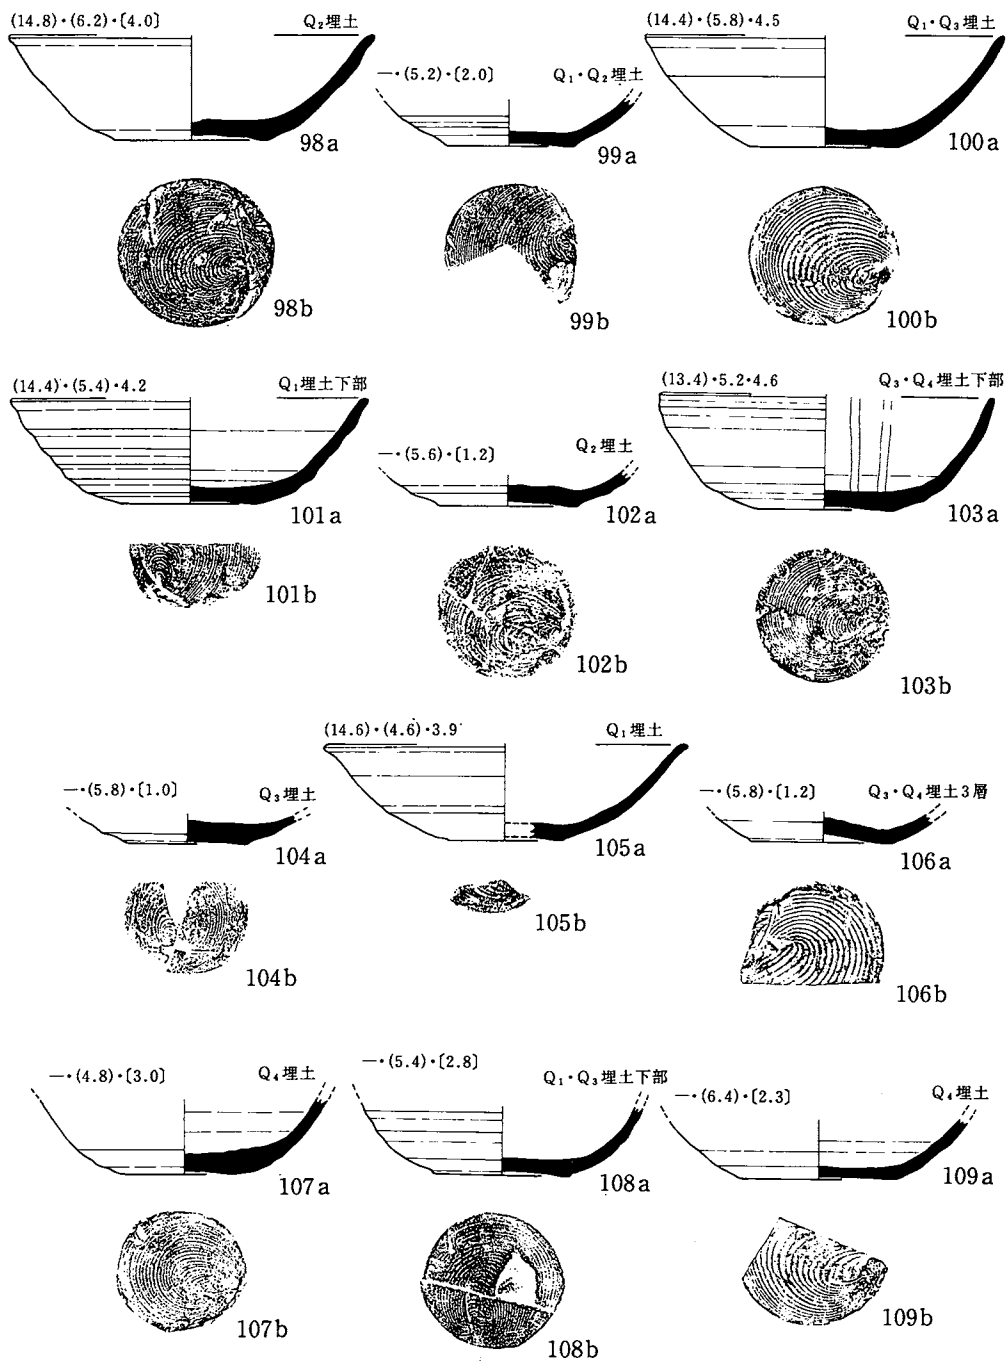 (14.8)・(6.2)・〔4.0〕
Q₂埋土
98a
98b
一・(5.2)・〔2.0〕
Q₁・Q₂埋土
99a
99b
(14.4)・(5.8)・4.5
Q₁・Q₃埋土
100a
100b
(14.4)・(5.4)・4.2
Q₁埋土下部
101a
101b
一・(5.6)・〔1.2〕
Q₂埋土
102a
102b
(13.4)・5.2・4.6
Q₃・Q₄埋土下部
103a
103b
一・(5.8)・〔1.0〕
Q₃埋土
104a
104b
(14.6)・(4.6)・3.9
Q₁埋土
105a
105b
一・(5.8)・〔1.2〕
Q₃・Q₄埋土3層
106a
106b
一・(4.8)・〔3.0〕
Q₄埋土
107a
107b
一・(5.4)・〔2.8〕
Q₁・Q₃埋土下部
108a
108b
一・(6.4)・〔2.3〕
Q₄埋土
109a
109b